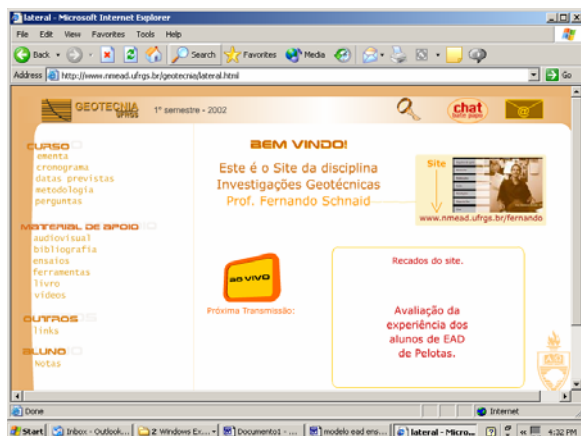 lateral - Microsoft Internet Explorer
File Edit View Favorites Tools Help
Back Search Favorites Media
Address http://www.nmead.ufrgs.br/geotecnia/lateral.html Go
GEOTECNIA
UFRGS
1º semestre - 2002
chat
bate papo
CURSO
ementa
cronograma
datas previstas
metodologia
perguntas
MATERIAL DE APOIO
audiovisual
bibliografia
ensaios
ferramentas
livro
vídeos
OUTROS
links
ALUNO
Notas
BEM VINDO!
Este é o Site da disciplina
Investigações Geotécnicas
Prof. Fernando Schnaid
Site
www.nmead.ufrgs.br/fernando
ao vivo
Próxima Transmissão:
Recados do site.
Avaliação da
experiência dos
alunos de EAD
de Pelotas.
Done Internet
Start Inbox - Outlook... 2 Windows Ex... Documento1 - ... modelo ead ens... lateral - Micro... 4:32 PM